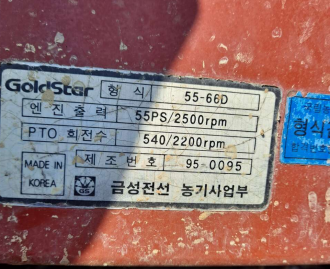 GoldStar 형 식 55-66D
엔 진 출 력 55PS/2500rpm
PTO 회전수 540/2200rpm
제 조 번 호 95-0095
MADE IN
KOREA
GS 금성전선 농기사업부
형식